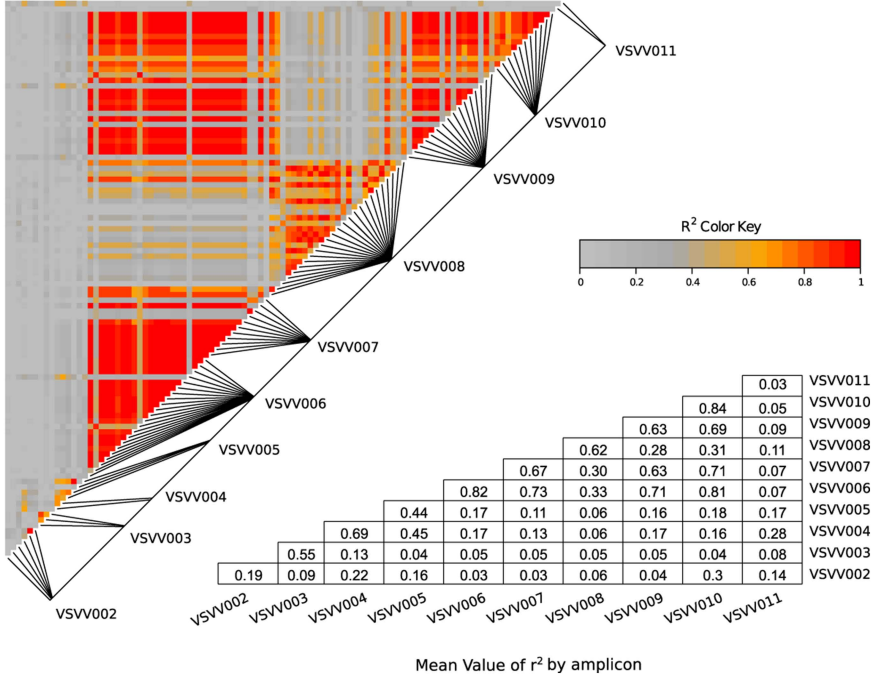 VSVV011
VSVV010
VSVV009
VSVV008
VSVV007
VSVV006
VSVV005
VSVV004
VSVV003
VSVV002
R² Color Key
0 0.2 0.4 0.6 0.8 1
0.03 VSVV011
0.84 0.05 VSVV010
0.63 0.69 0.09 VSVV009
0.62 0.28 0.31 0.11 VSVV008
0.67 0.30 0.63 0.71 0.07 VSVV007
0.82 0.73 0.33 0.71 0.81 0.07 VSVV006
0.44 0.17 0.11 0.06 0.16 0.18 0.17 VSVV005
0.69 0.45 0.17 0.13 0.06 0.17 0.16 0.28 VSVV004
0.55 0.13 0.04 0.05 0.05 0.05 0.05 0.04 0.08 VSVV003
0.19 0.09 0.22 0.16 0.03 0.03 0.06 0.04 0.3 0.14 VSVV002
VSVV002 VSVV003 VSVV004 VSVV005 VSVV006 VSVV007 VSVV008 VSVV009 VSVV010 VSVV011
Mean Value of r² by amplicon